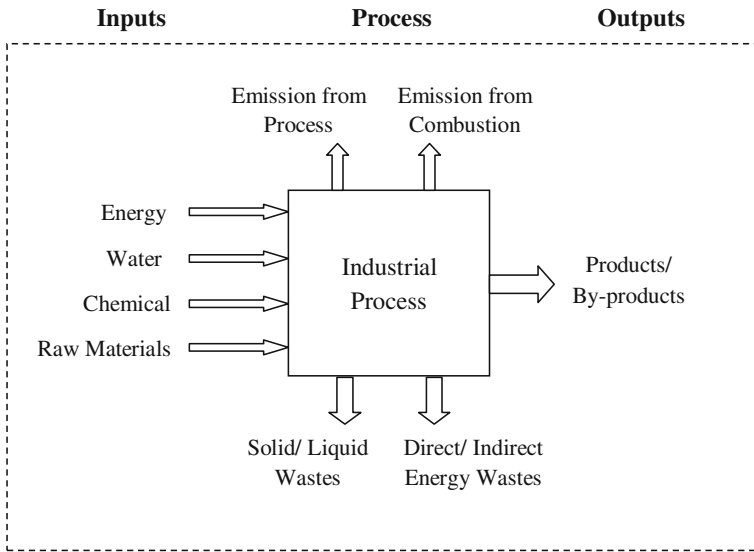 Inputs
Process
Outputs
Emission from
Process
Emission from
Combustion
Energy
Water
Chemical
Raw Materials
Industrial
Process
Products/
By-products
Solid/ Liquid
Wastes
Direct/ Indirect
Energy Wastes